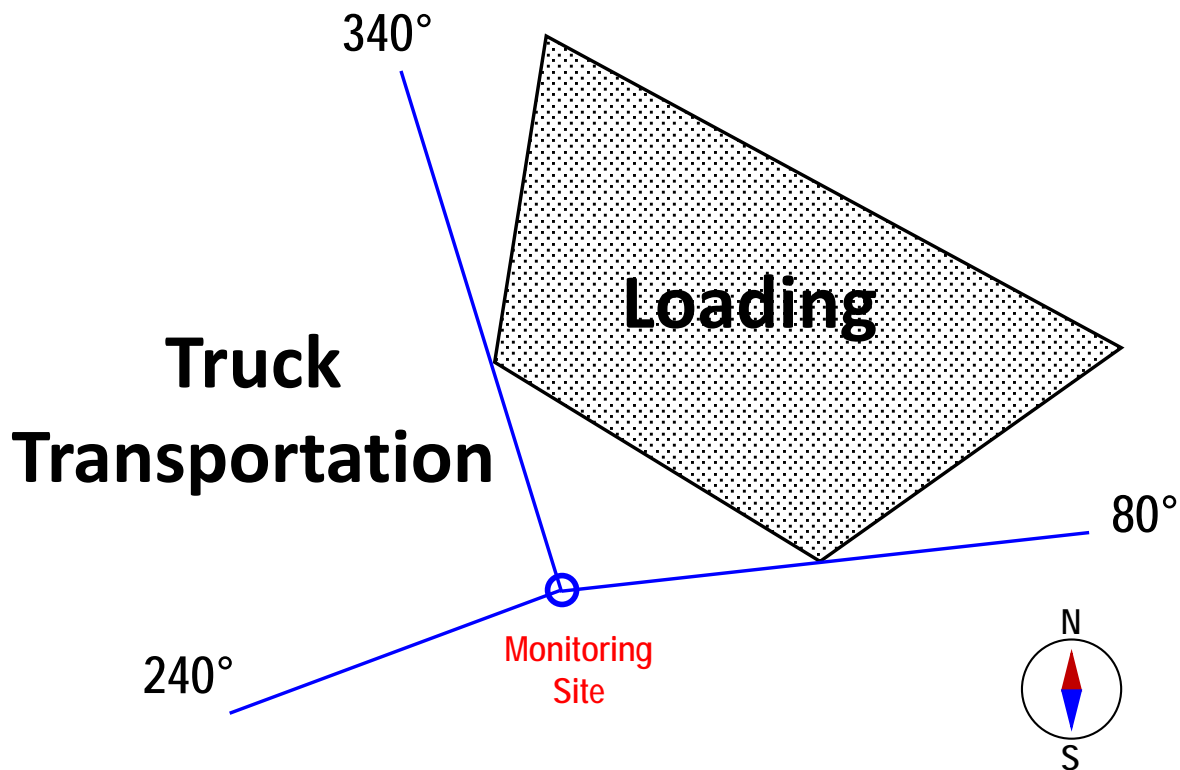 340°
Loading
Truck
Transportation
80°
Monitoring
Site
240°
N
S